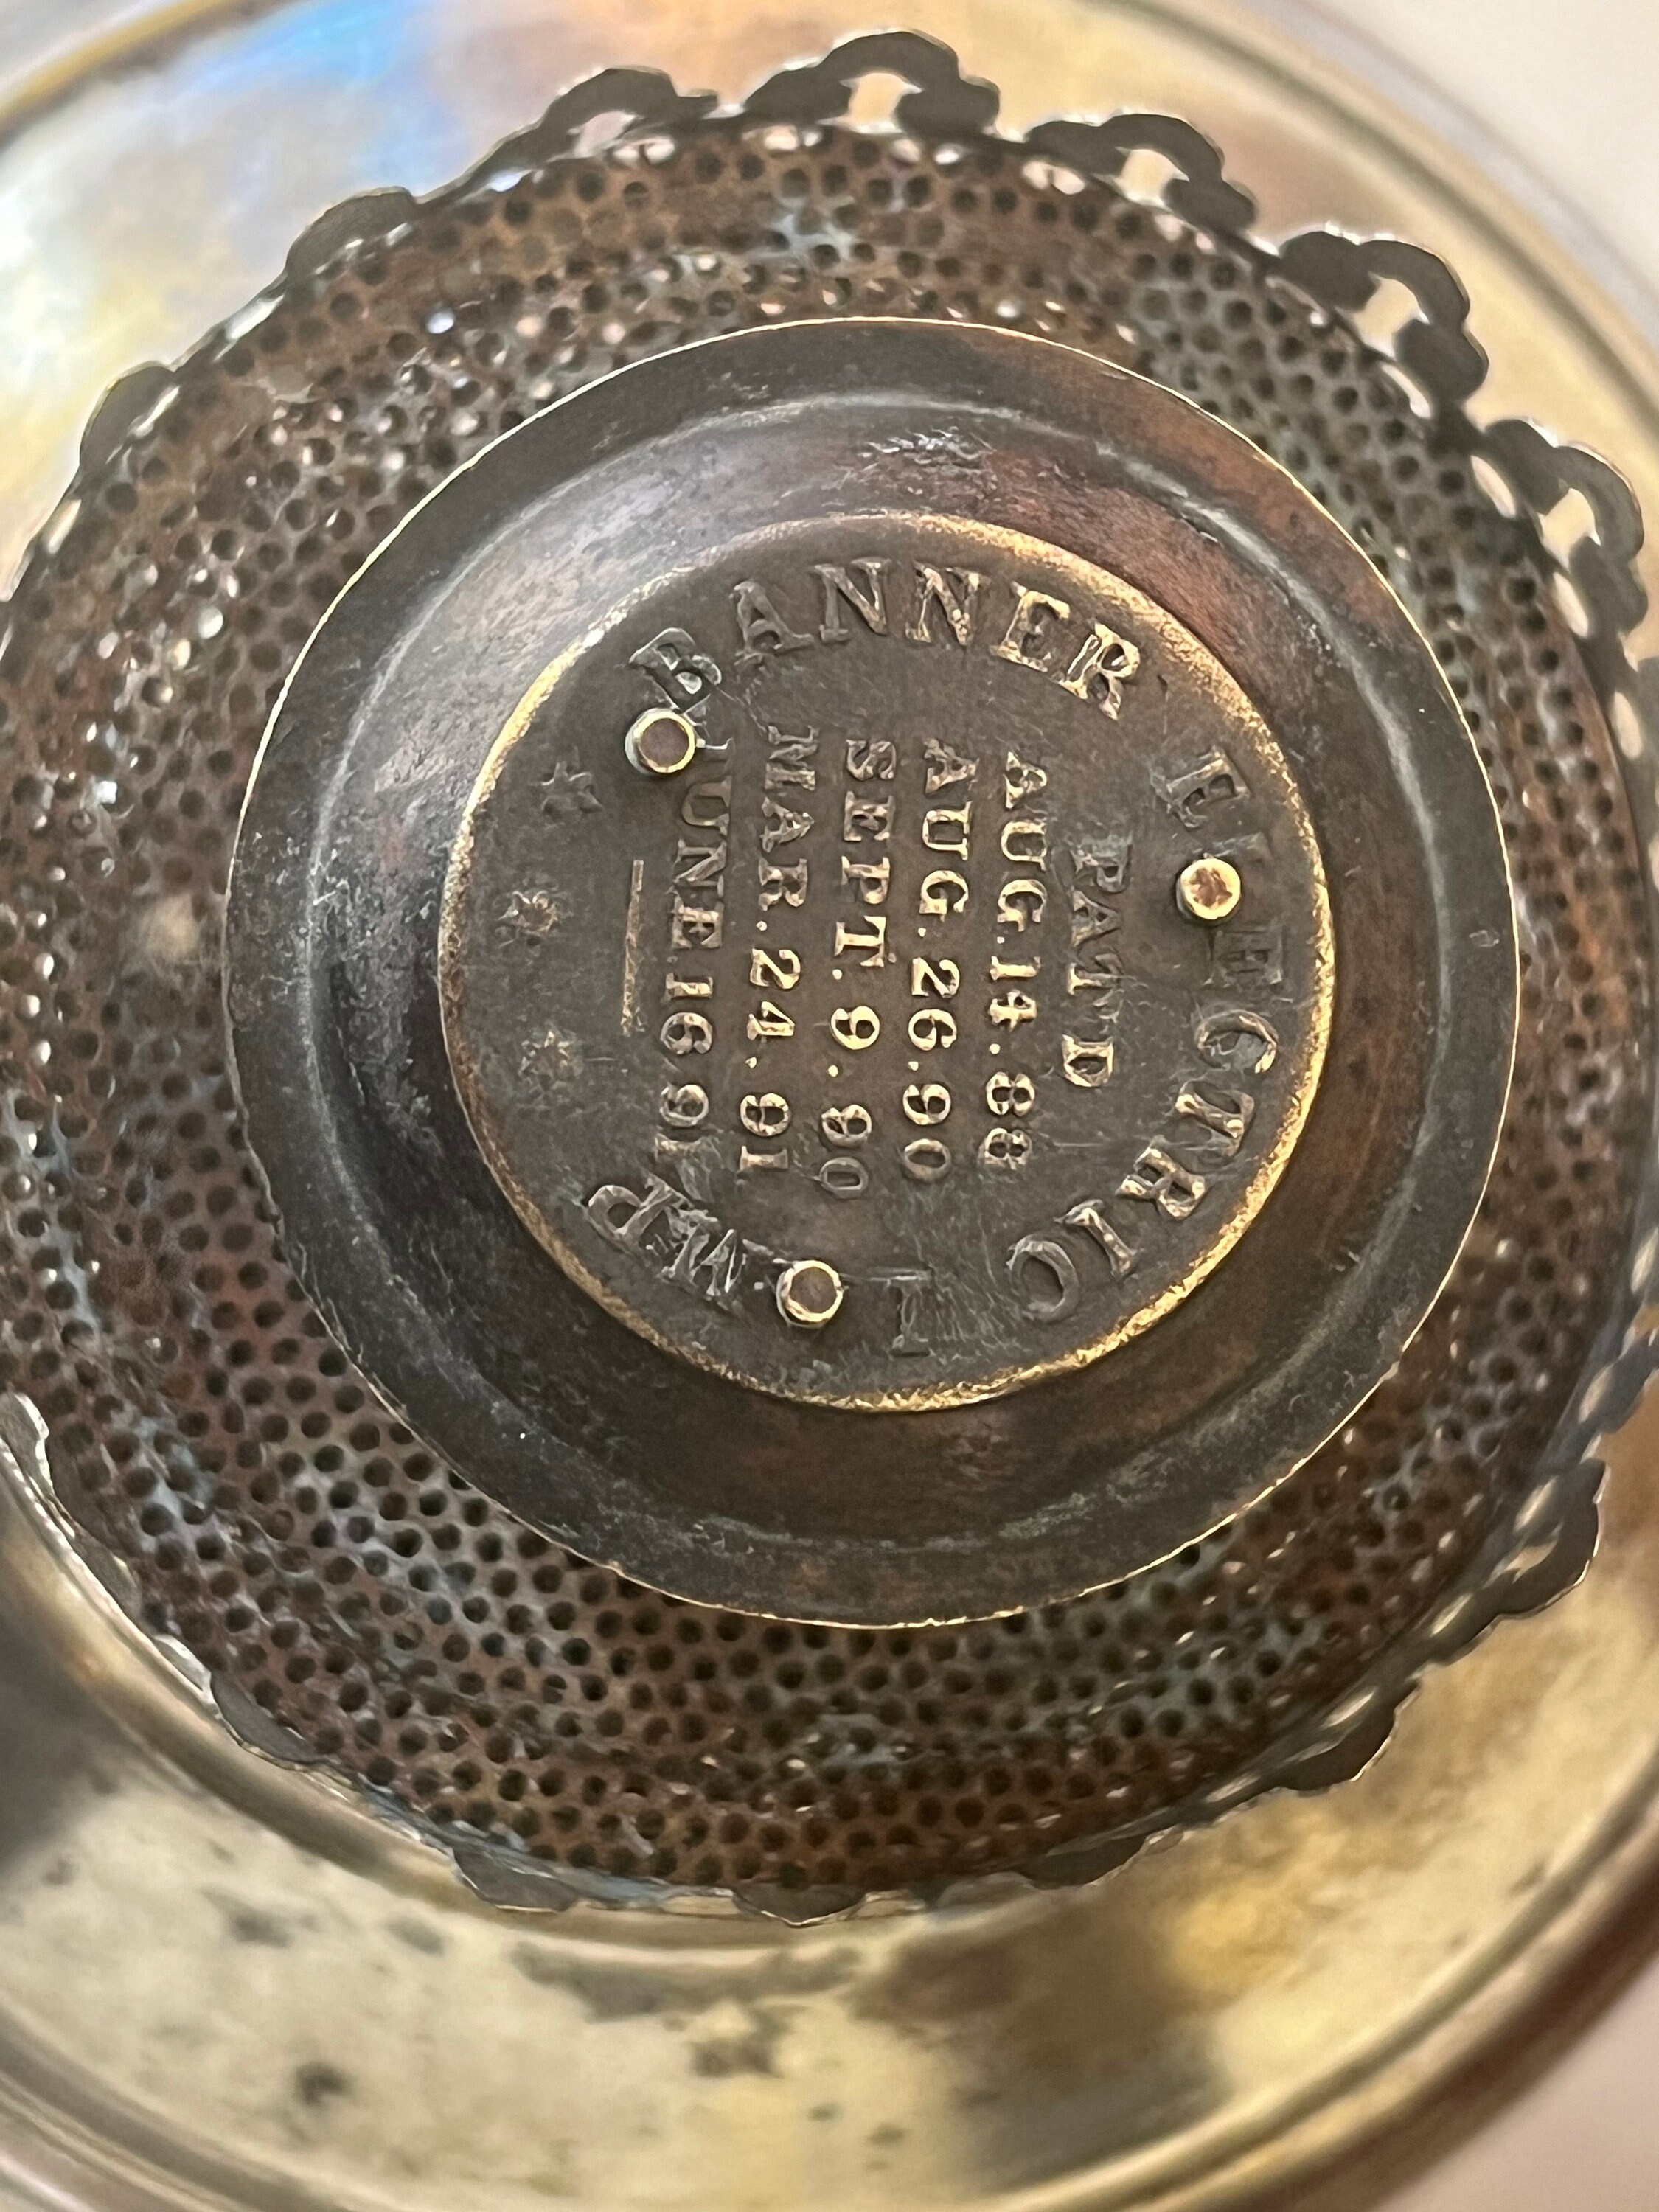 BANNER ELECTRIC LAMP
PAT'D
AUG.14.88
AUG.26.90
SEPT.9.90
MAR.24.91
JUNE.16.91